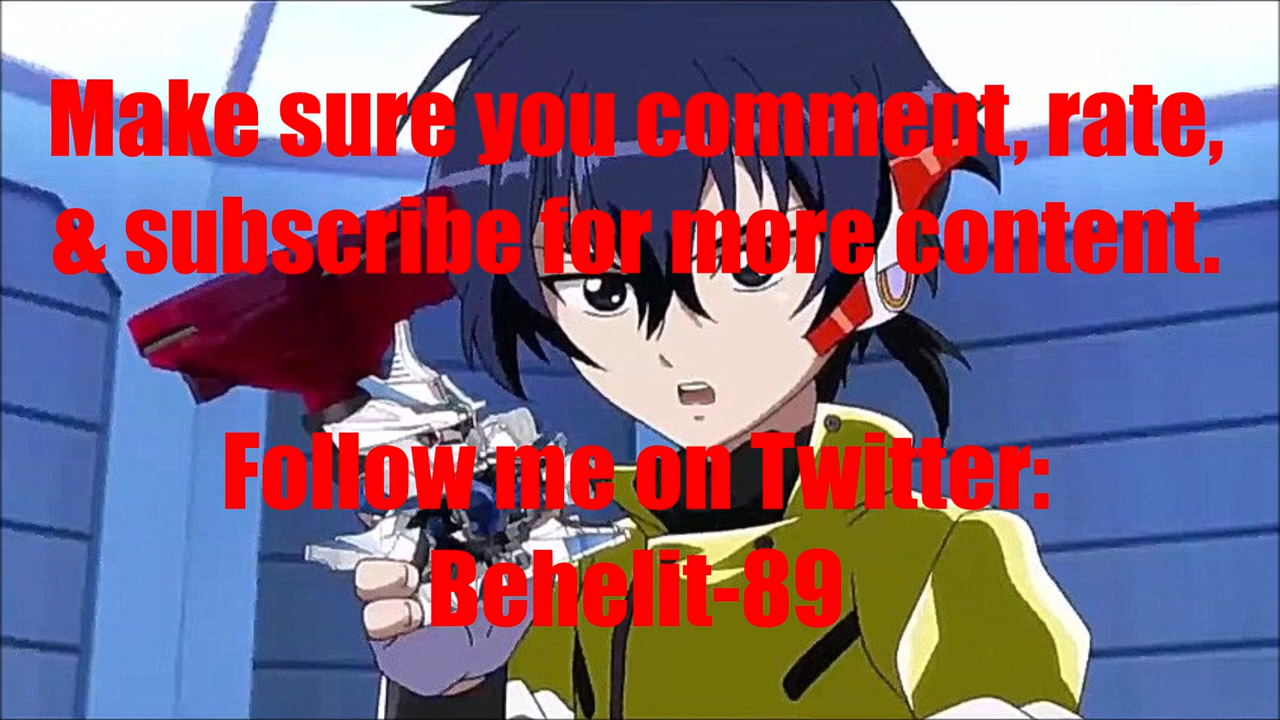 Make sure you comment, rate,
& subscribe for more content.
Follow me on Twitter:
Behelit-89